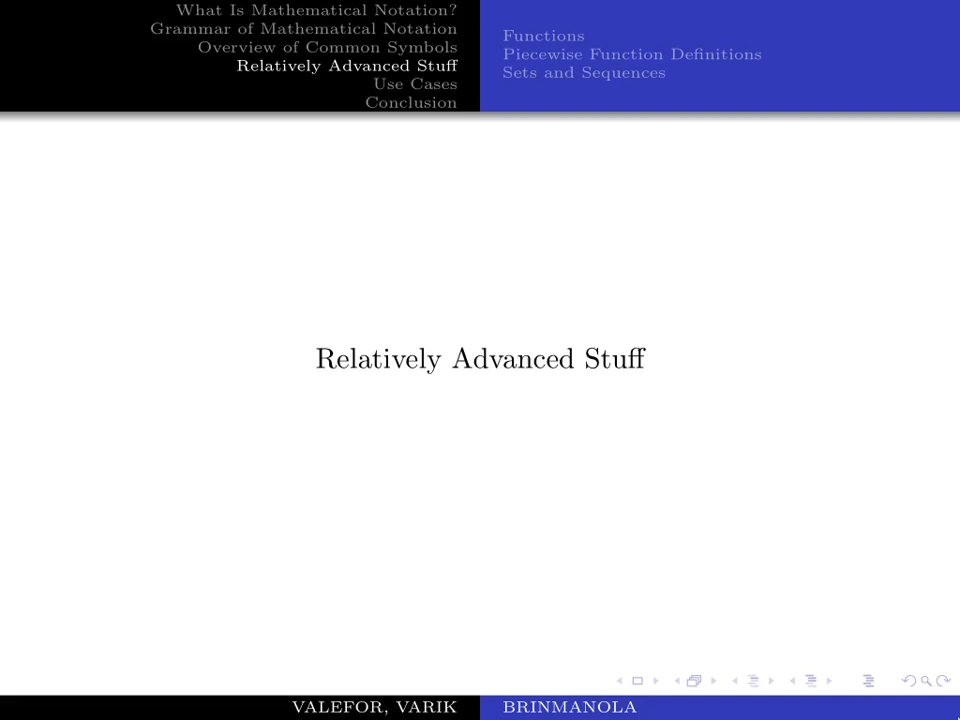 What Is Mathematical Notation?
Grammar of Mathematical Notation
Overview of Common Symbols
Relatively Advanced Stuff
Use Cases
Conclusion
Functions
Piecewise Function Definitions
Sets and Sequences
Relatively Advanced Stuff
VALEFOR, VARIK
BRINMANOLA